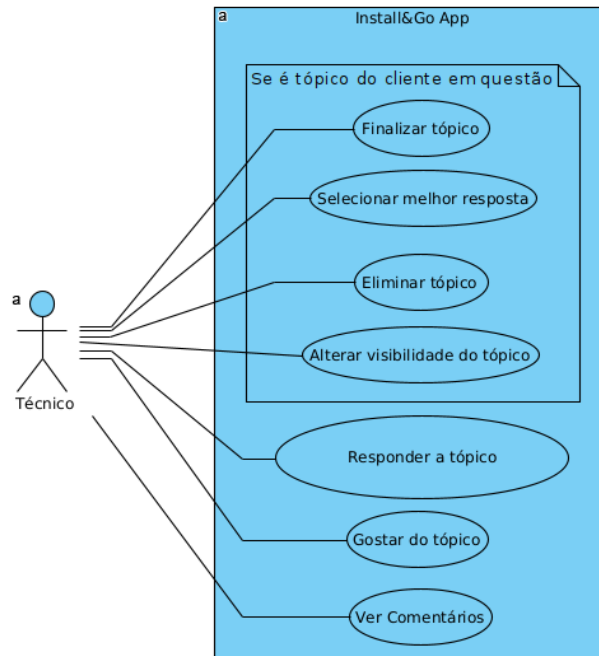 a
Install&Go App
Se é tópico do cliente em questão
Finalizar tópico
Selecionar melhor resposta
Eliminar tópico
a
Alterar visibilidade do tópico
Técnico
Responder a tópico
Gostar do tópico
Ver Comentários